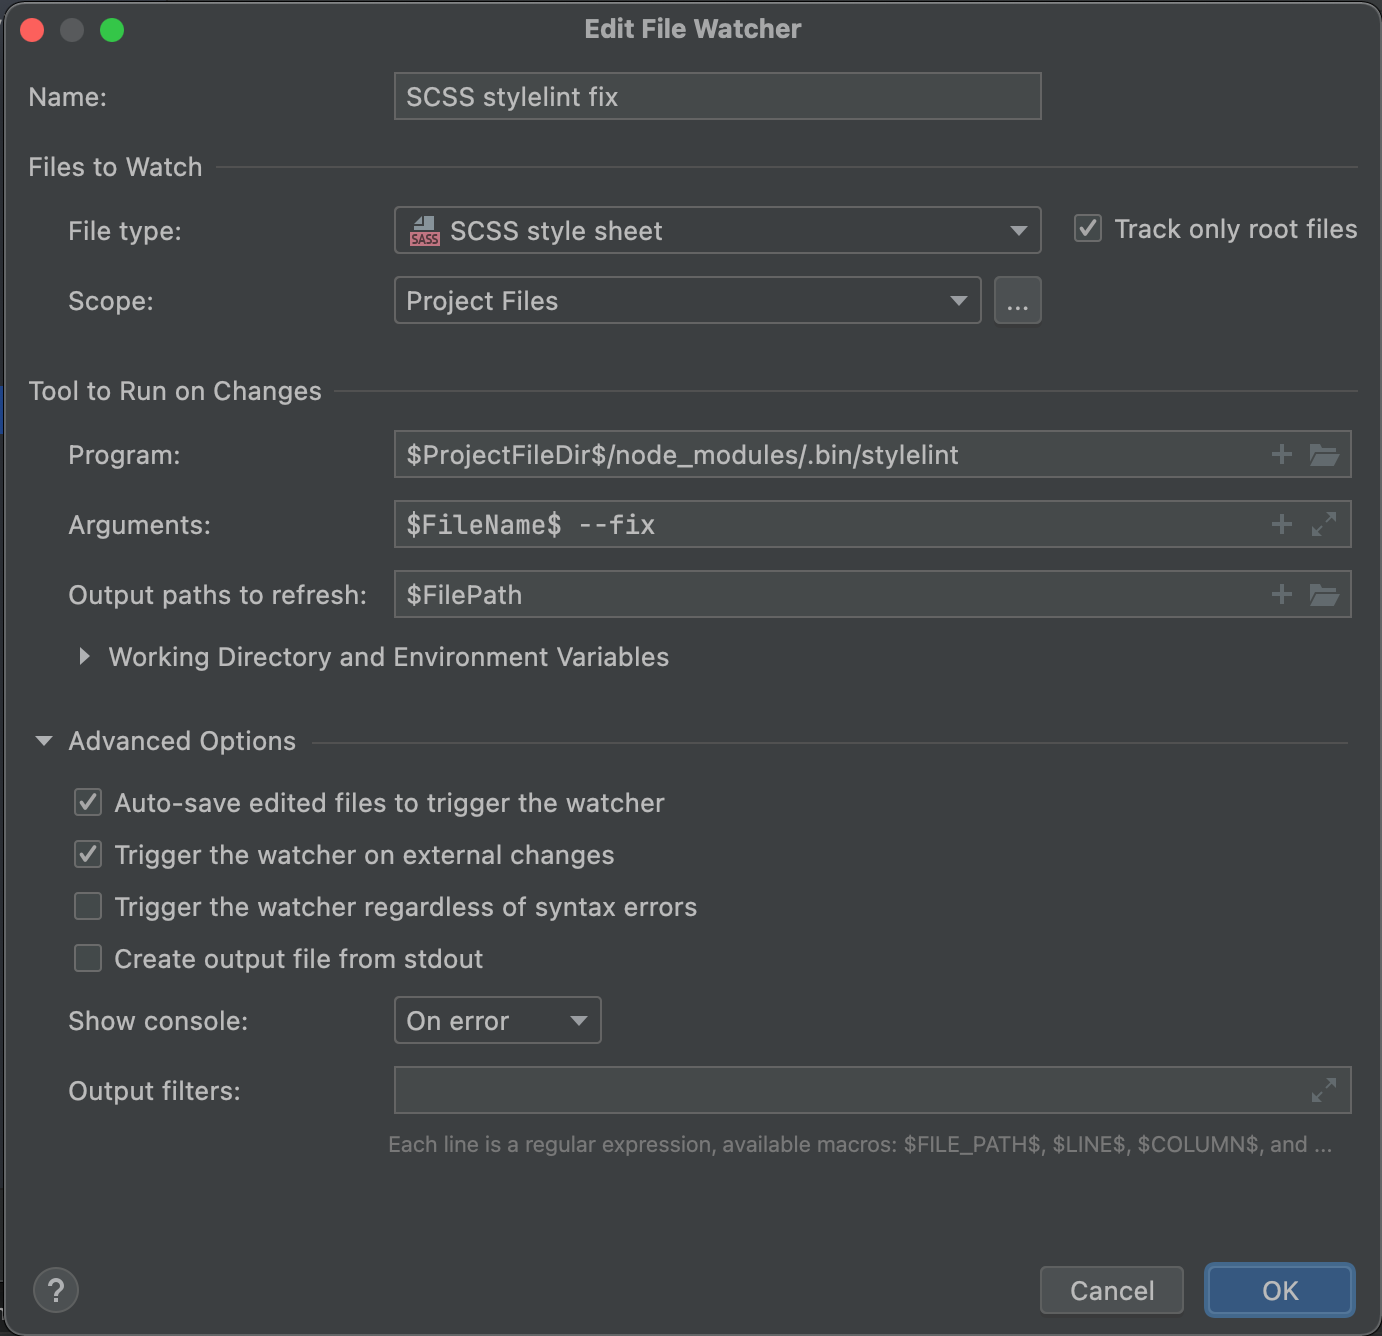 Edit File Watcher
Name: SCSS stylelint fix
Files to Watch
File type: SASS SCSS style sheet Track only root files
Scope: Project Files ...
Tool to Run on Changes
Program: $ProjectFileDir$/node_modules/.bin/stylelint
Arguments: $FileName$ --fix
Output paths to refresh: $FilePath
Working Directory and Environment Variables
Advanced Options
Auto-save edited files to trigger the watcher
Trigger the watcher on external changes
Trigger the watcher regardless of syntax errors
Create output file from stdout
Show console: On error
Output filters:
Each line is a regular expression, available macros: $FILE_PATH$, $LINE$, $COLUMN$, and ...
? Cancel OK